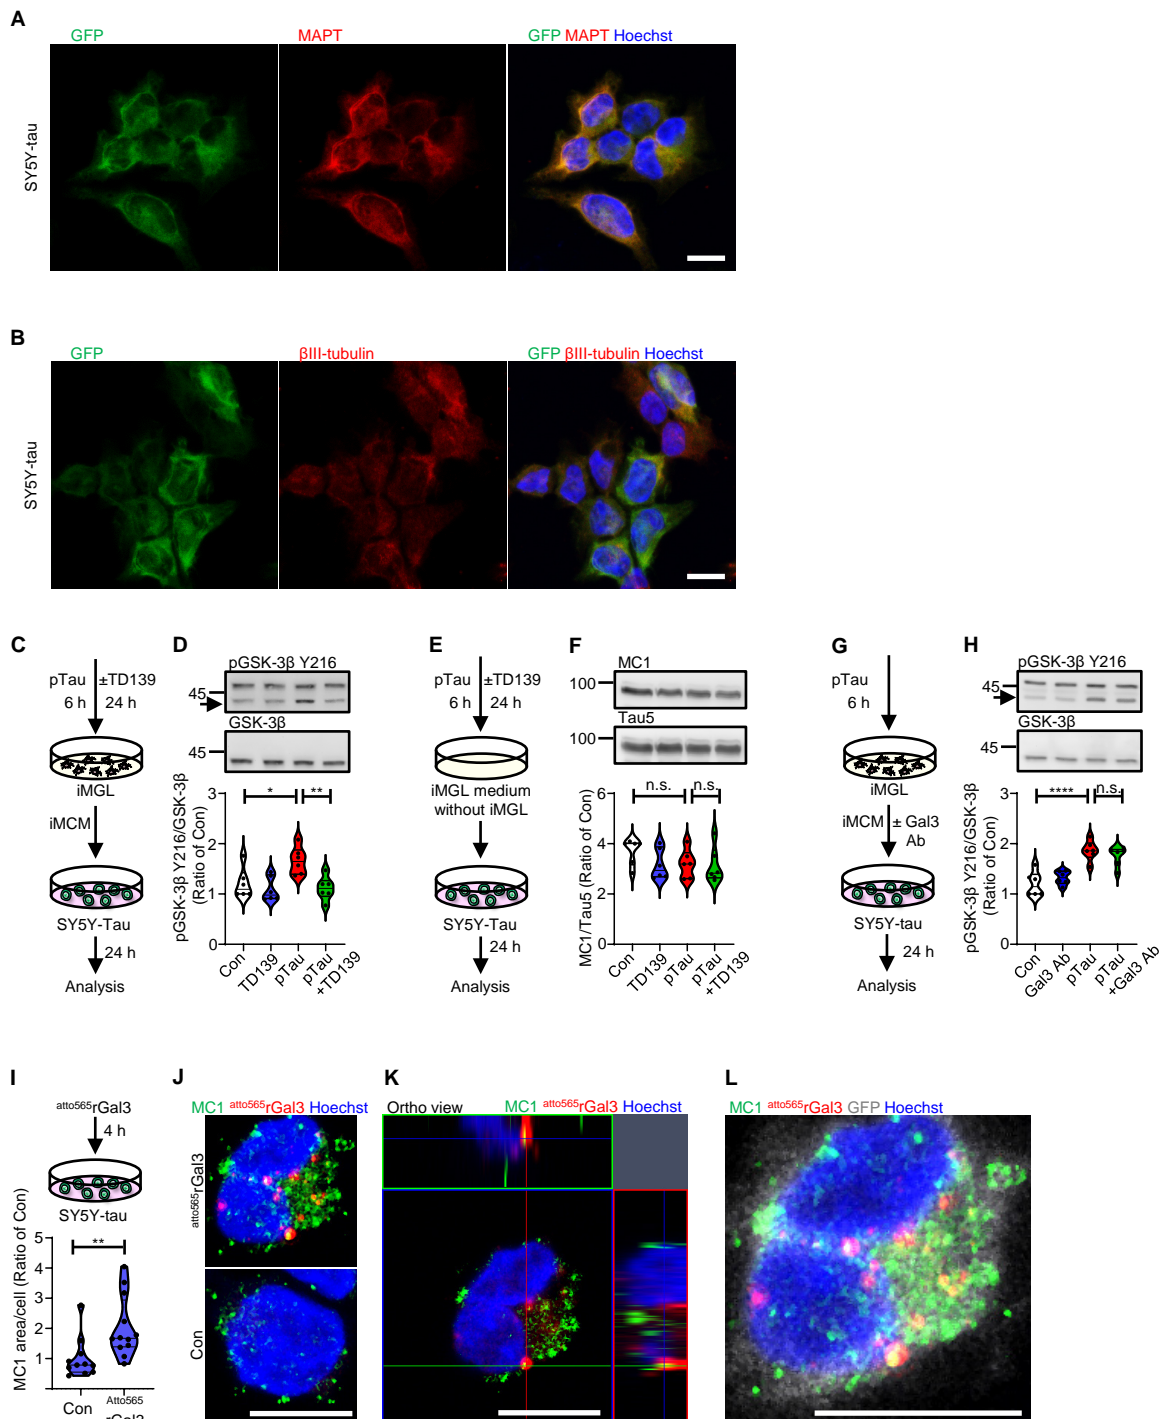 A
GFP
MAPT
GFP MAPT Hoechst
SY5Y-tau
B
GFP
βIII-tubulin
GFP βIII-tubulin Hoechst
SY5Y-tau
C
pTau
±TD139
6 h
24 h
iMGL
iMCM
SY5Y-Tau
24 h
Analysis
D
pGSK-3β Y216
45
GSK-3β
45
pGSK-3β Y216/GSK-3β
(Ratio of Con)
3
2
1
0
*
**
Con
TD139
pTau
pTau
+TD139
E
pTau
±TD139
6 h
24 h
iMGL medium
without iMGL
SY5Y-Tau
24 h
Analysis
F
MC1
100
Tau5
100
MC1/Tau5 (Ratio of Con)
6
4
2
0
n.s.
n.s.
Con
TD139
pTau
pTau
+TD139
G
pTau
6 h
iMGL
iMCM
± Gal3
Ab
SY5Y-tau
24 h
Analysis
H
pGSK-3β Y216
45
GSK-3β
45
pGSK-3β Y216/GSK-3β
(Ratio of Con)
3
2
1
0
****
n.s.
Con
Gal3 Ab
pTau
pTau
+Gal3 Ab
I
atto565rGal3
4 h
SY5Y-tau
MC1 area/cell (Ratio of Con)
5
4
3
2
1
**
Con
Atto565
rGal3
J
MC1 atto565rGal3 Hoechst
atto565rGal3
Con
K
Ortho view
MC1 atto565rGal3 Hoechst
L
MC1 atto565rGal3 GFP Hoechst